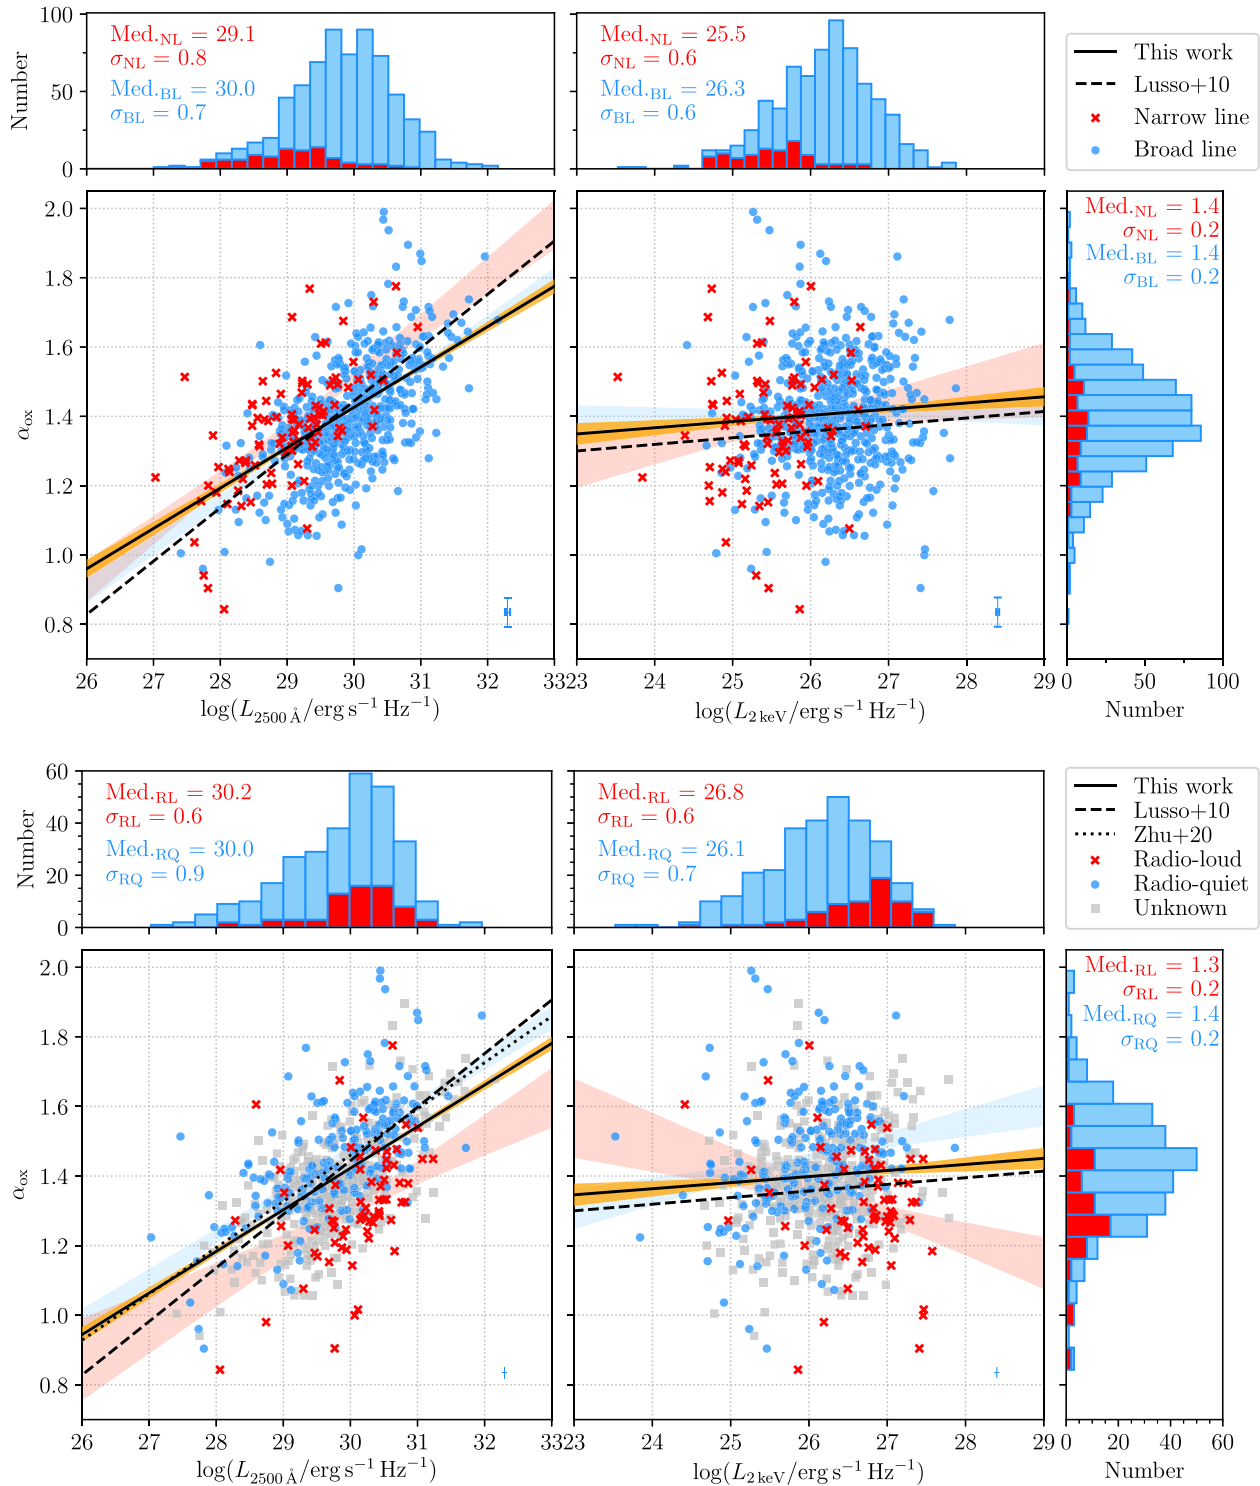 100
50
0
Number
Med.NL = 29.1
σNL = 0.8
Med.BL = 30.0
σBL = 0.7
Med.NL = 25.5
σNL = 0.6
Med.BL = 26.3
σBL = 0.6
This work
Lusso+10
Narrow line
Broad line
2.0
1.8
1.6
1.4
1.2
1.0
0.8
αox
26 27 28 29 30 31 32 33
log(L2500 Å/erg s−1 Hz−1)
23 24 25 26 27 28 29
log(L2 keV/erg s−1 Hz−1)
Med.NL = 1.4
σNL = 0.2
Med.BL = 1.4
σBL = 0.2
0 50 100
Number
60
40
20
0
Number
Med.RL = 30.2
σRL = 0.6
Med.RQ = 30.0
σRQ = 0.9
Med.RL = 26.8
σRL = 0.6
Med.RQ = 26.1
σRQ = 0.7
This work
Lusso+10
Zhu+20
Radio-loud
Radio-quiet
Unknown
2.0
1.8
1.6
1.4
1.2
1.0
0.8
αox
26 27 28 29 30 31 32 33
log(L2500 Å/erg s−1 Hz−1)
23 24 25 26 27 28 29
log(L2 keV/erg s−1 Hz−1)
Med.RL = 1.3
σRL = 0.2
Med.RQ = 1.4
σRQ = 0.2
0 20 40 60
Number